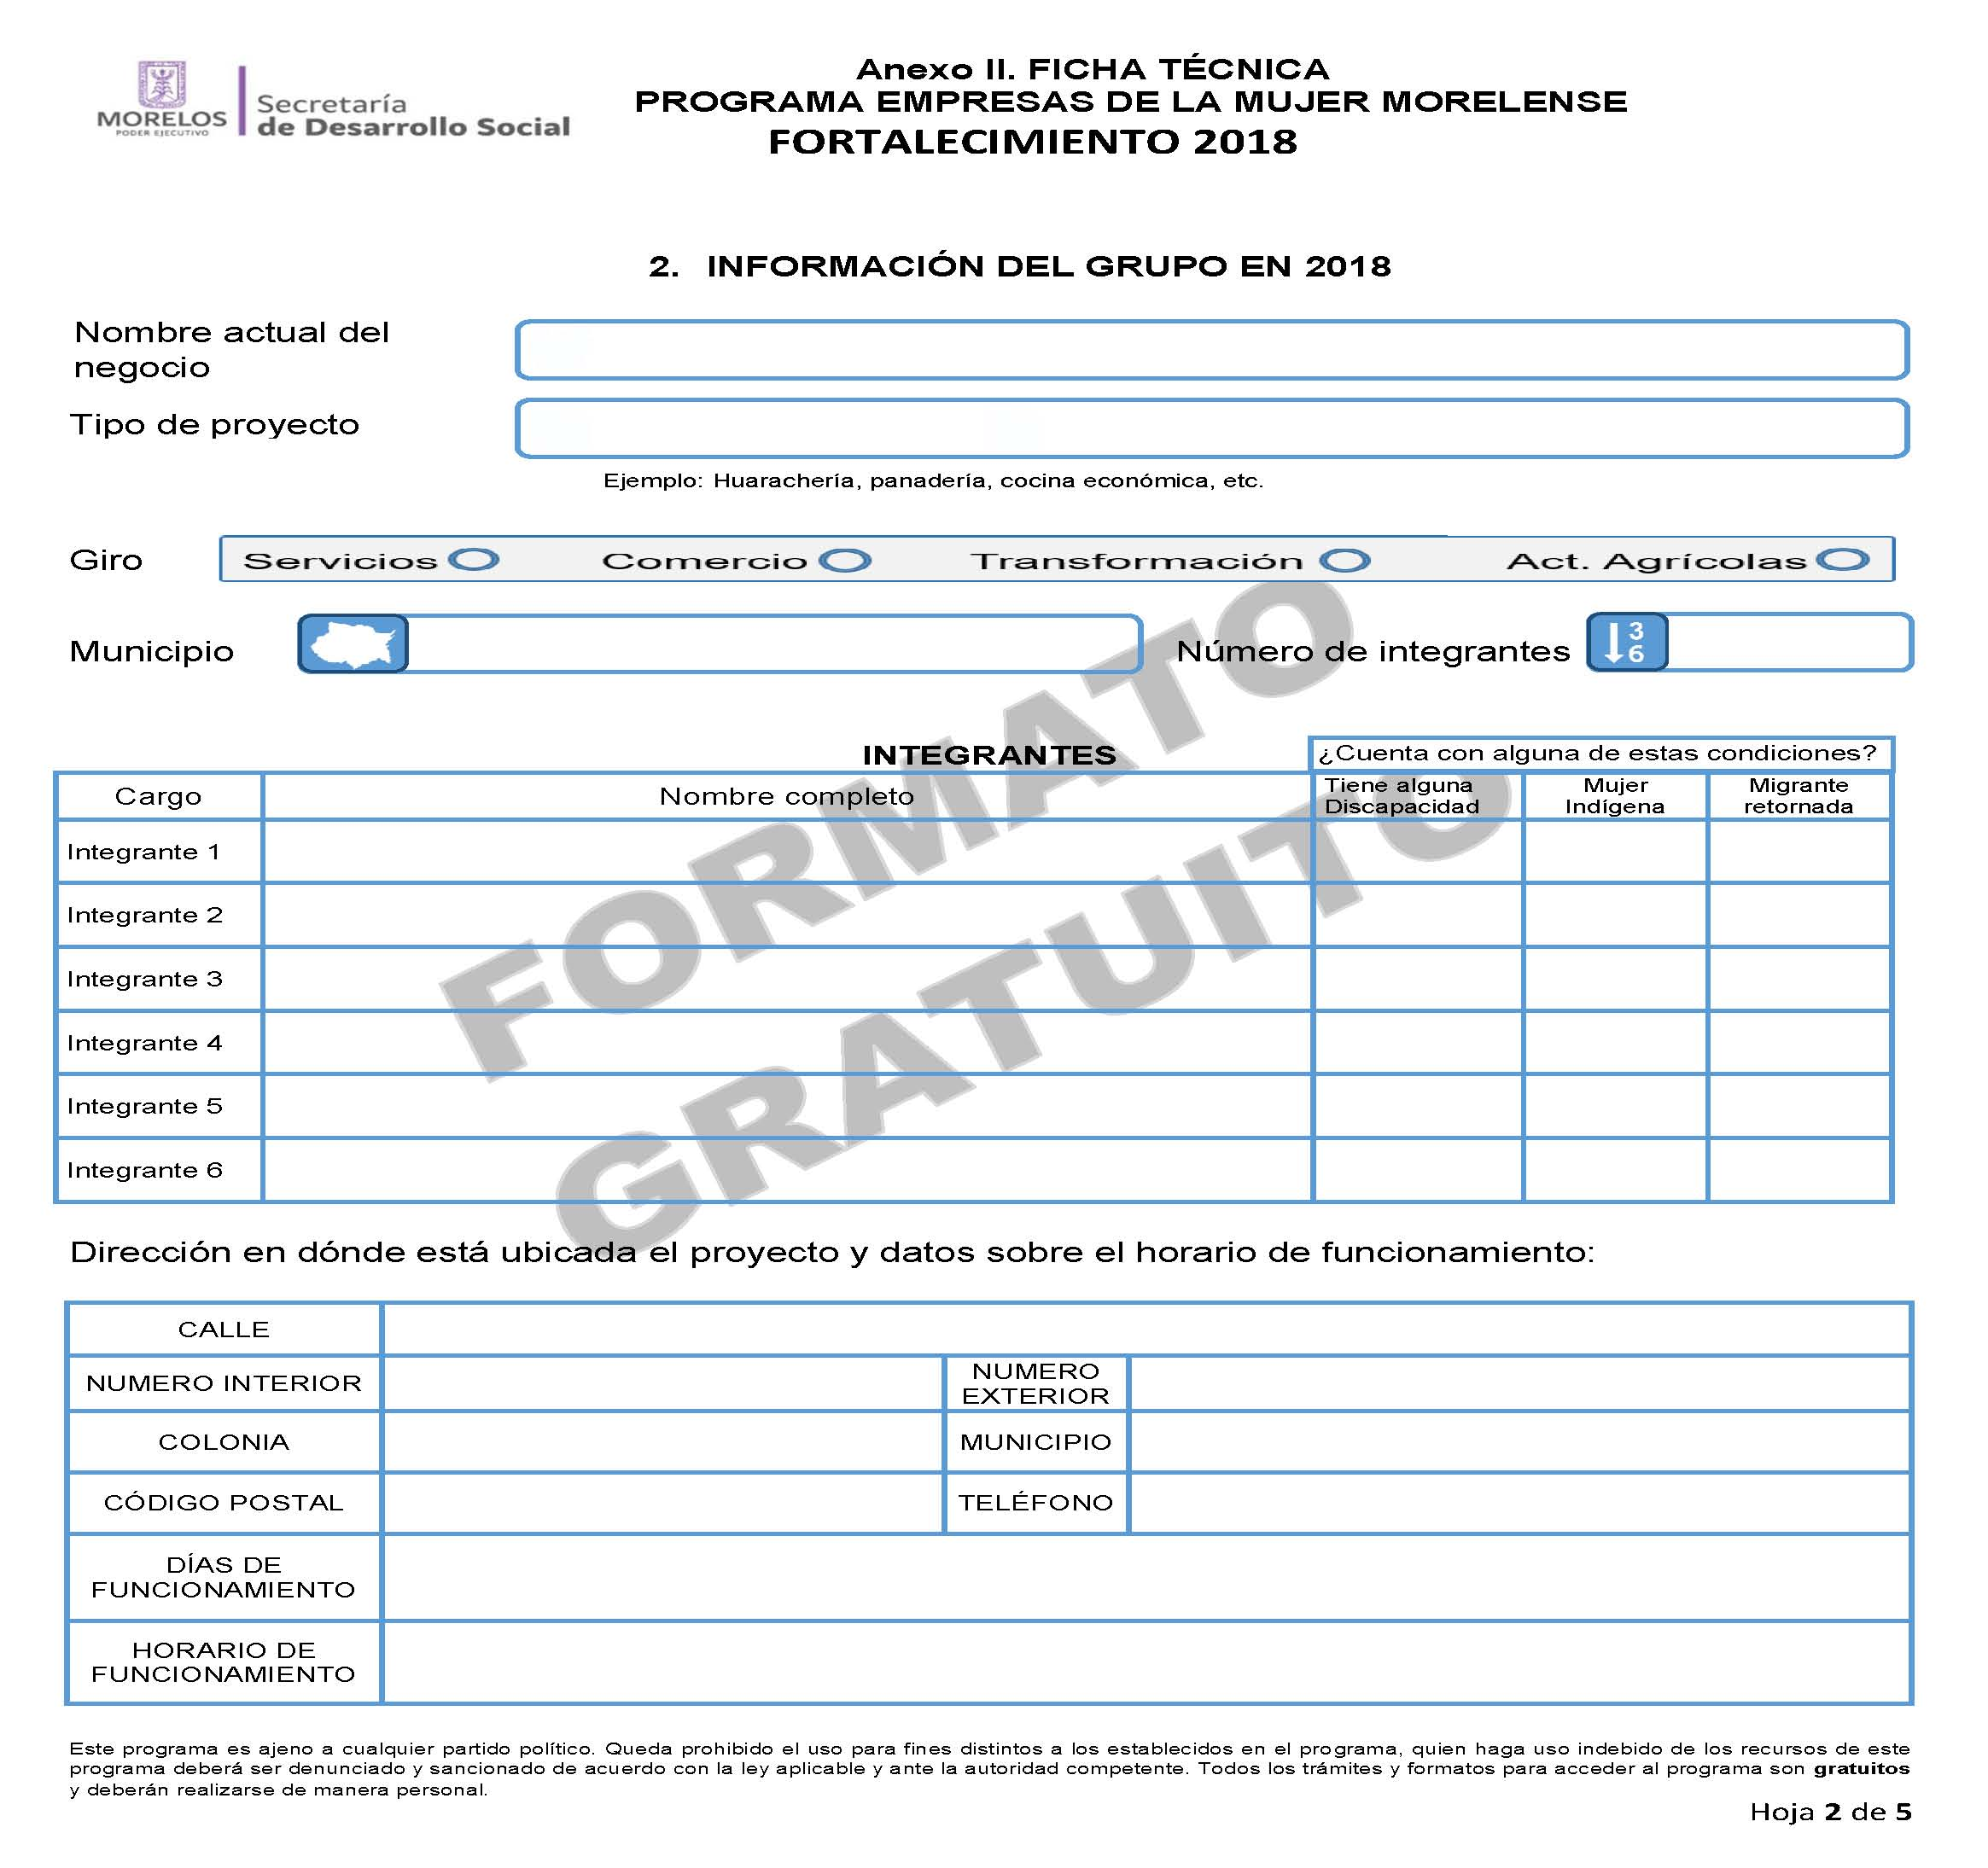 Anexo II. FICHA TÉCNICA
MORELOS
PODER EJECUTIVO
Secretaría
de Desarrollo Social
PROGRAMA EMPRESAS DE LA MUJER MORELENSE
FORTALECIMIENTO 2018
2. INFORMACIÓN DEL GRUPO EN 2018
Nombre actual del
negocio
Tipo de proyecto
Ejemplo: Huarachería, panadería, cocina económica, etc.
Giro Servicios Comercio Transformación Act. Agrícolas
Municipio Número de integrantes 3
6
INTEGRANTES ¿Cuenta con alguna de estas condiciones?
Cargo Nombre completo Tiene alguna
Discapacidad Mujer
Indígena Migrante
retornada
Integrante 1
Integrante 2
Integrante 3
Integrante 4
Integrante 5
Integrante 6
FORMATO
GRATUITO
Dirección en dónde está ubicada el proyecto y datos sobre el horario de funcionamiento:
CALLE
NUMERO INTERIOR NUMERO
EXTERIOR
COLONIA MUNICIPIO
CÓDIGO POSTAL TELÉFONO
DÍAS DE
FUNCIONAMIENTO
HORARIO DE
FUNCIONAMIENTO
Este programa es ajeno a cualquier partido político. Queda prohibido el uso para fines distintos a los establecidos en el programa, quien haga uso indebido de los recursos de este
programa deberá ser denunciado y sancionado de acuerdo con la ley aplicable y ante la autoridad competente. Todos los trámites y formatos para acceder al programa son gratuitos
y deberán realizarse de manera personal.
Hoja 2 de 5